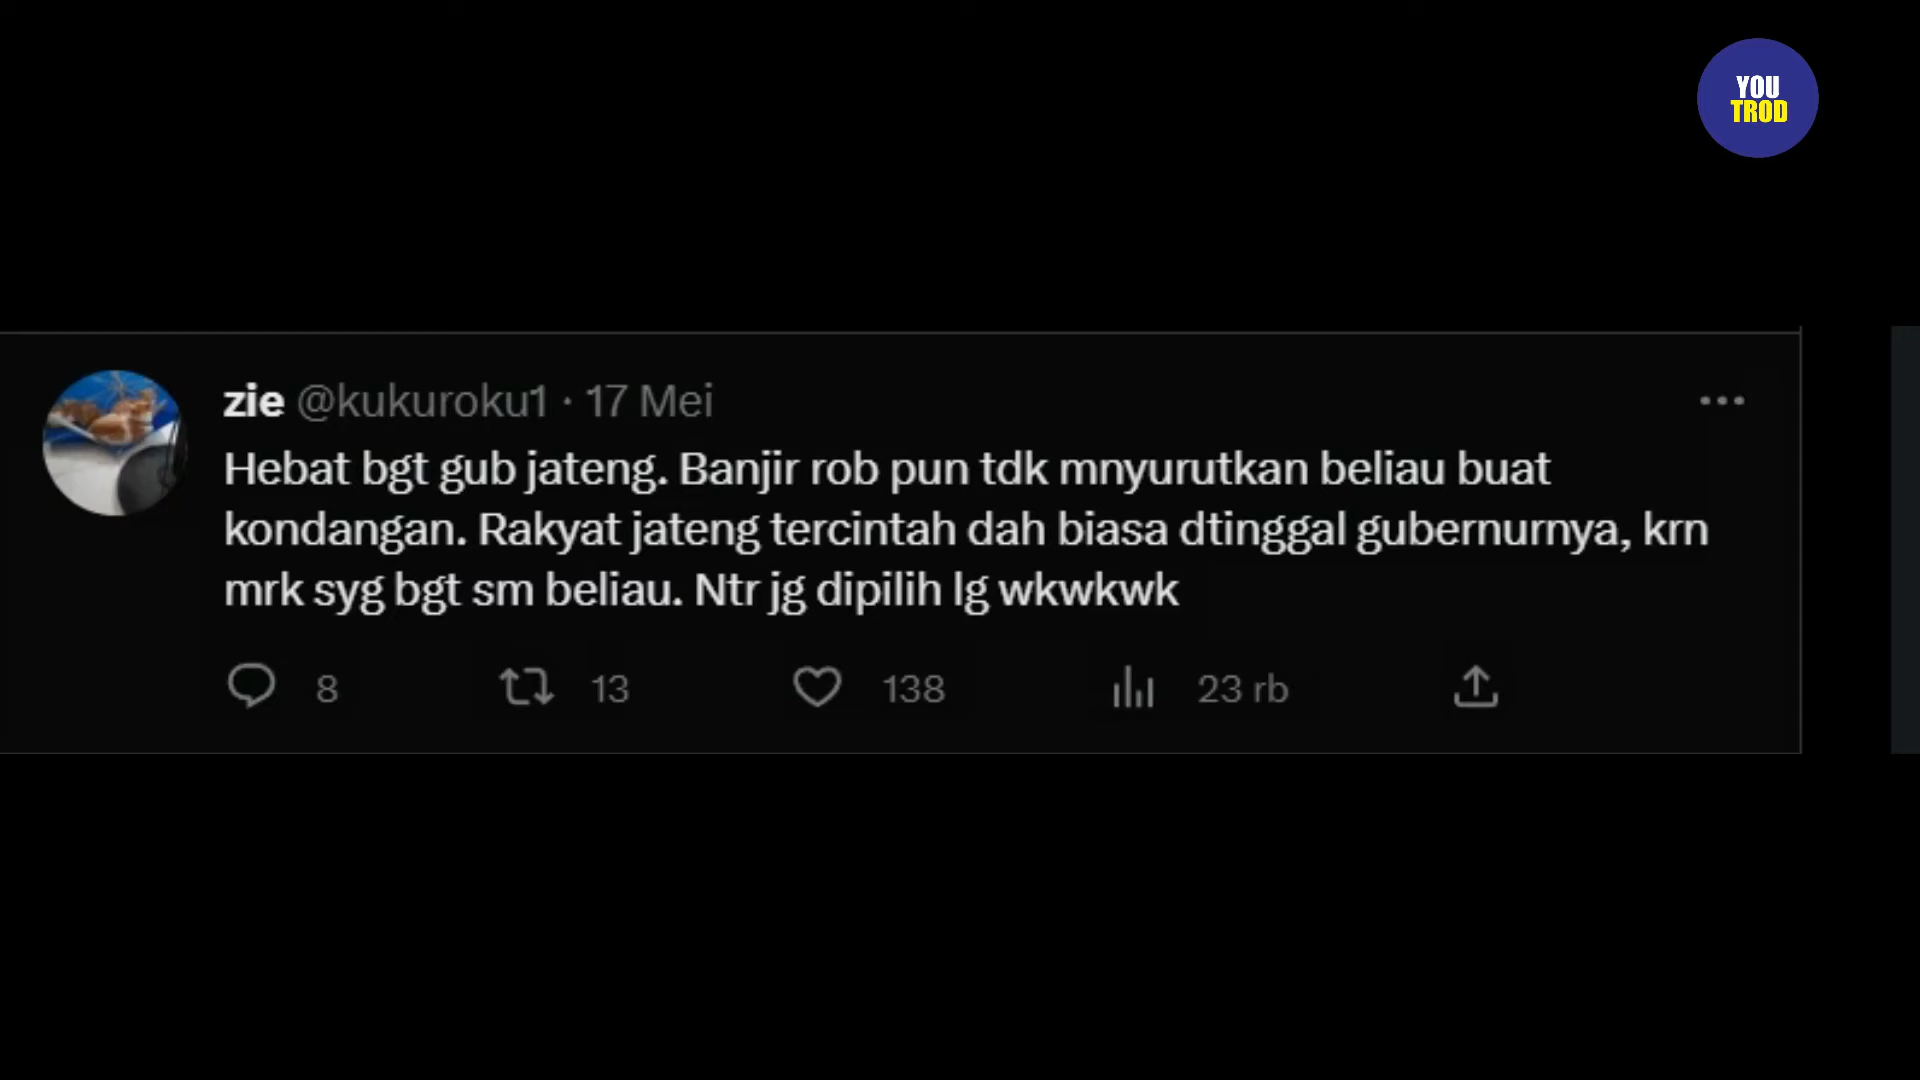 YOU
TROD
zie @kukuroku1 · 17 Mei
Hebat bgt gub jateng. Banjir rob pun tdk mnyurutkan beliau buat
kondangan. Rakyat jateng tercintah dah biasa dtinggal gubernurnya, krn
mrk syg bgt sm beliau. Ntr jg dipilih lg wkwkwk
8 13 138 23 rb